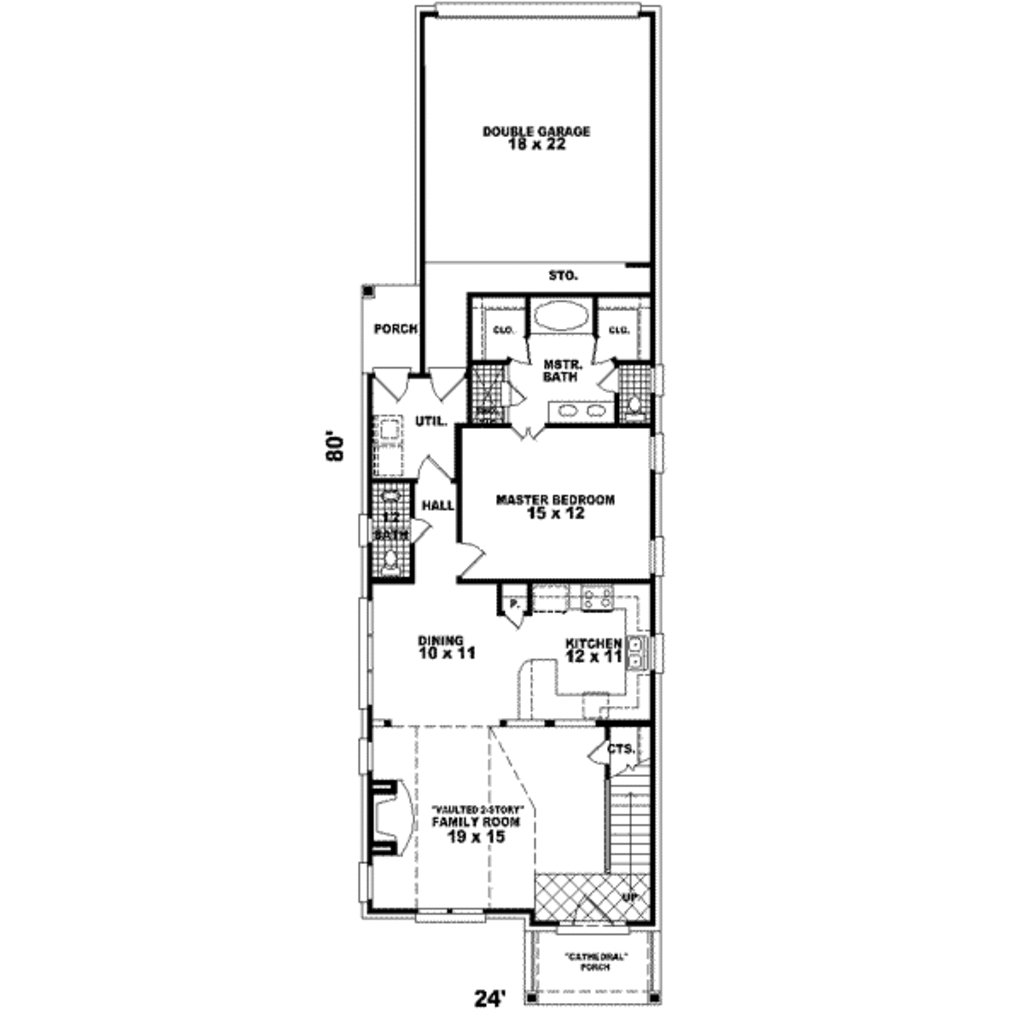 DOUBLE GARAGE
18 x 22
STO.
PORCH
CLO.
CLO.
MSTR.
BATH
UTIL.
80'
HALL
MASTER BEDROOM
15 x 12
1/2
BATH
P.
DINING
10 x 11
KITCHEN
12 x 11
CTS.
"VAULTED 2-STORY"
FAMILY ROOM
19 x 15
UP
"CATHEDRAL"
PORCH
24'